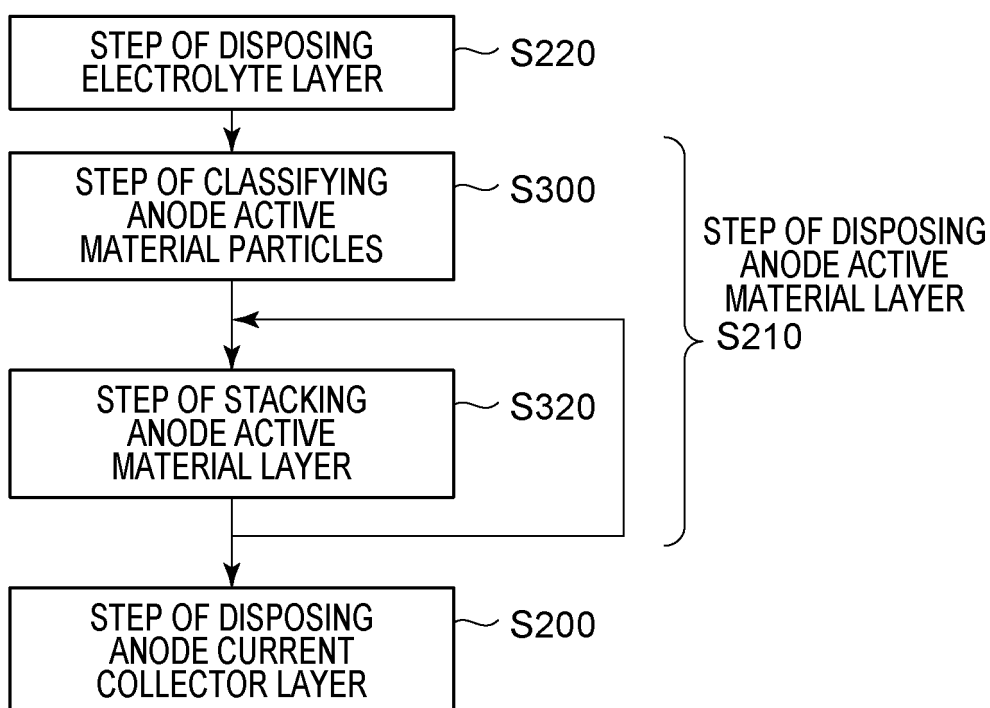 STEP OF DISPOSING
ELECTROLYTE LAYER
S220
STEP OF CLASSIFYING
ANODE ACTIVE
MATERIAL PARTICLES
S300
STEP OF DISPOSING
ANODE ACTIVE
MATERIAL LAYER
S210
STEP OF STACKING
ANODE ACTIVE
MATERIAL LAYER
S320
STEP OF DISPOSING
ANODE CURRENT
COLLECTOR LAYER
S200